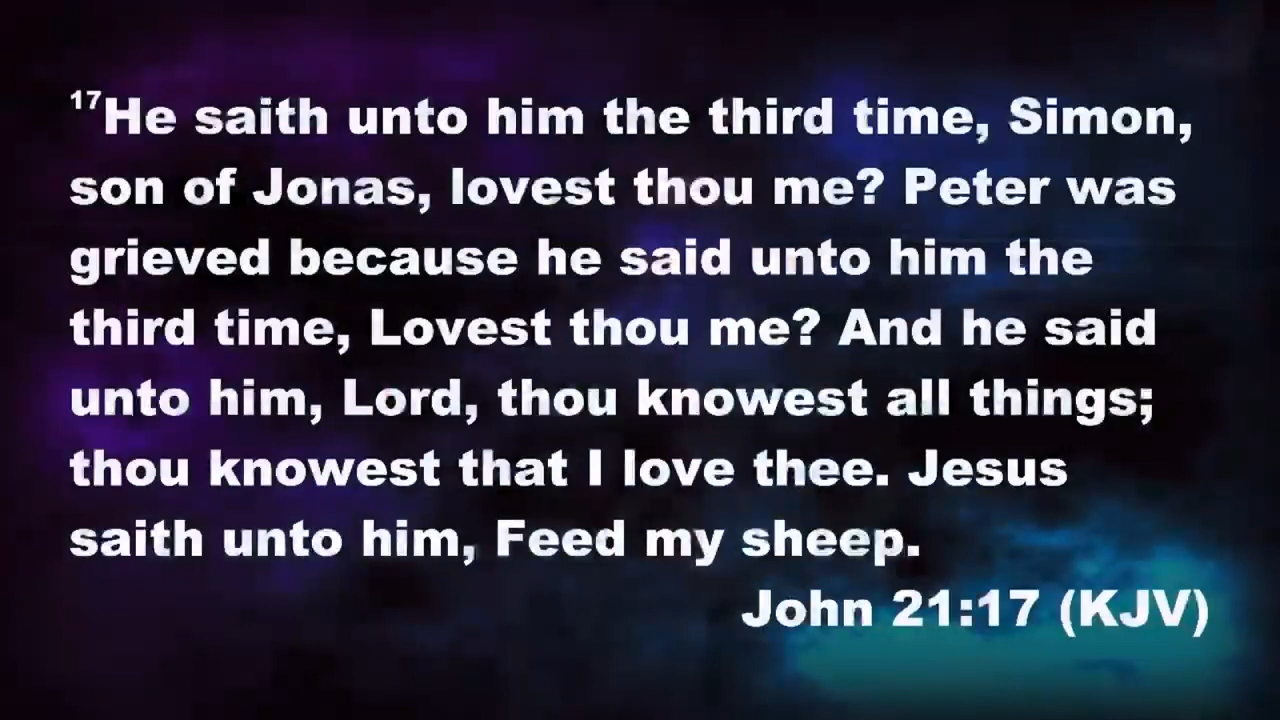 17He saith unto him the third time, Simon,
son of Jonas, lovest thou me? Peter was
grieved because he said unto him the
third time, Lovest thou me? And he said
unto him, Lord, thou knowest all things;
thou knowest that I love thee. Jesus
saith unto him, Feed my sheep.
John 21:17 (KJV)